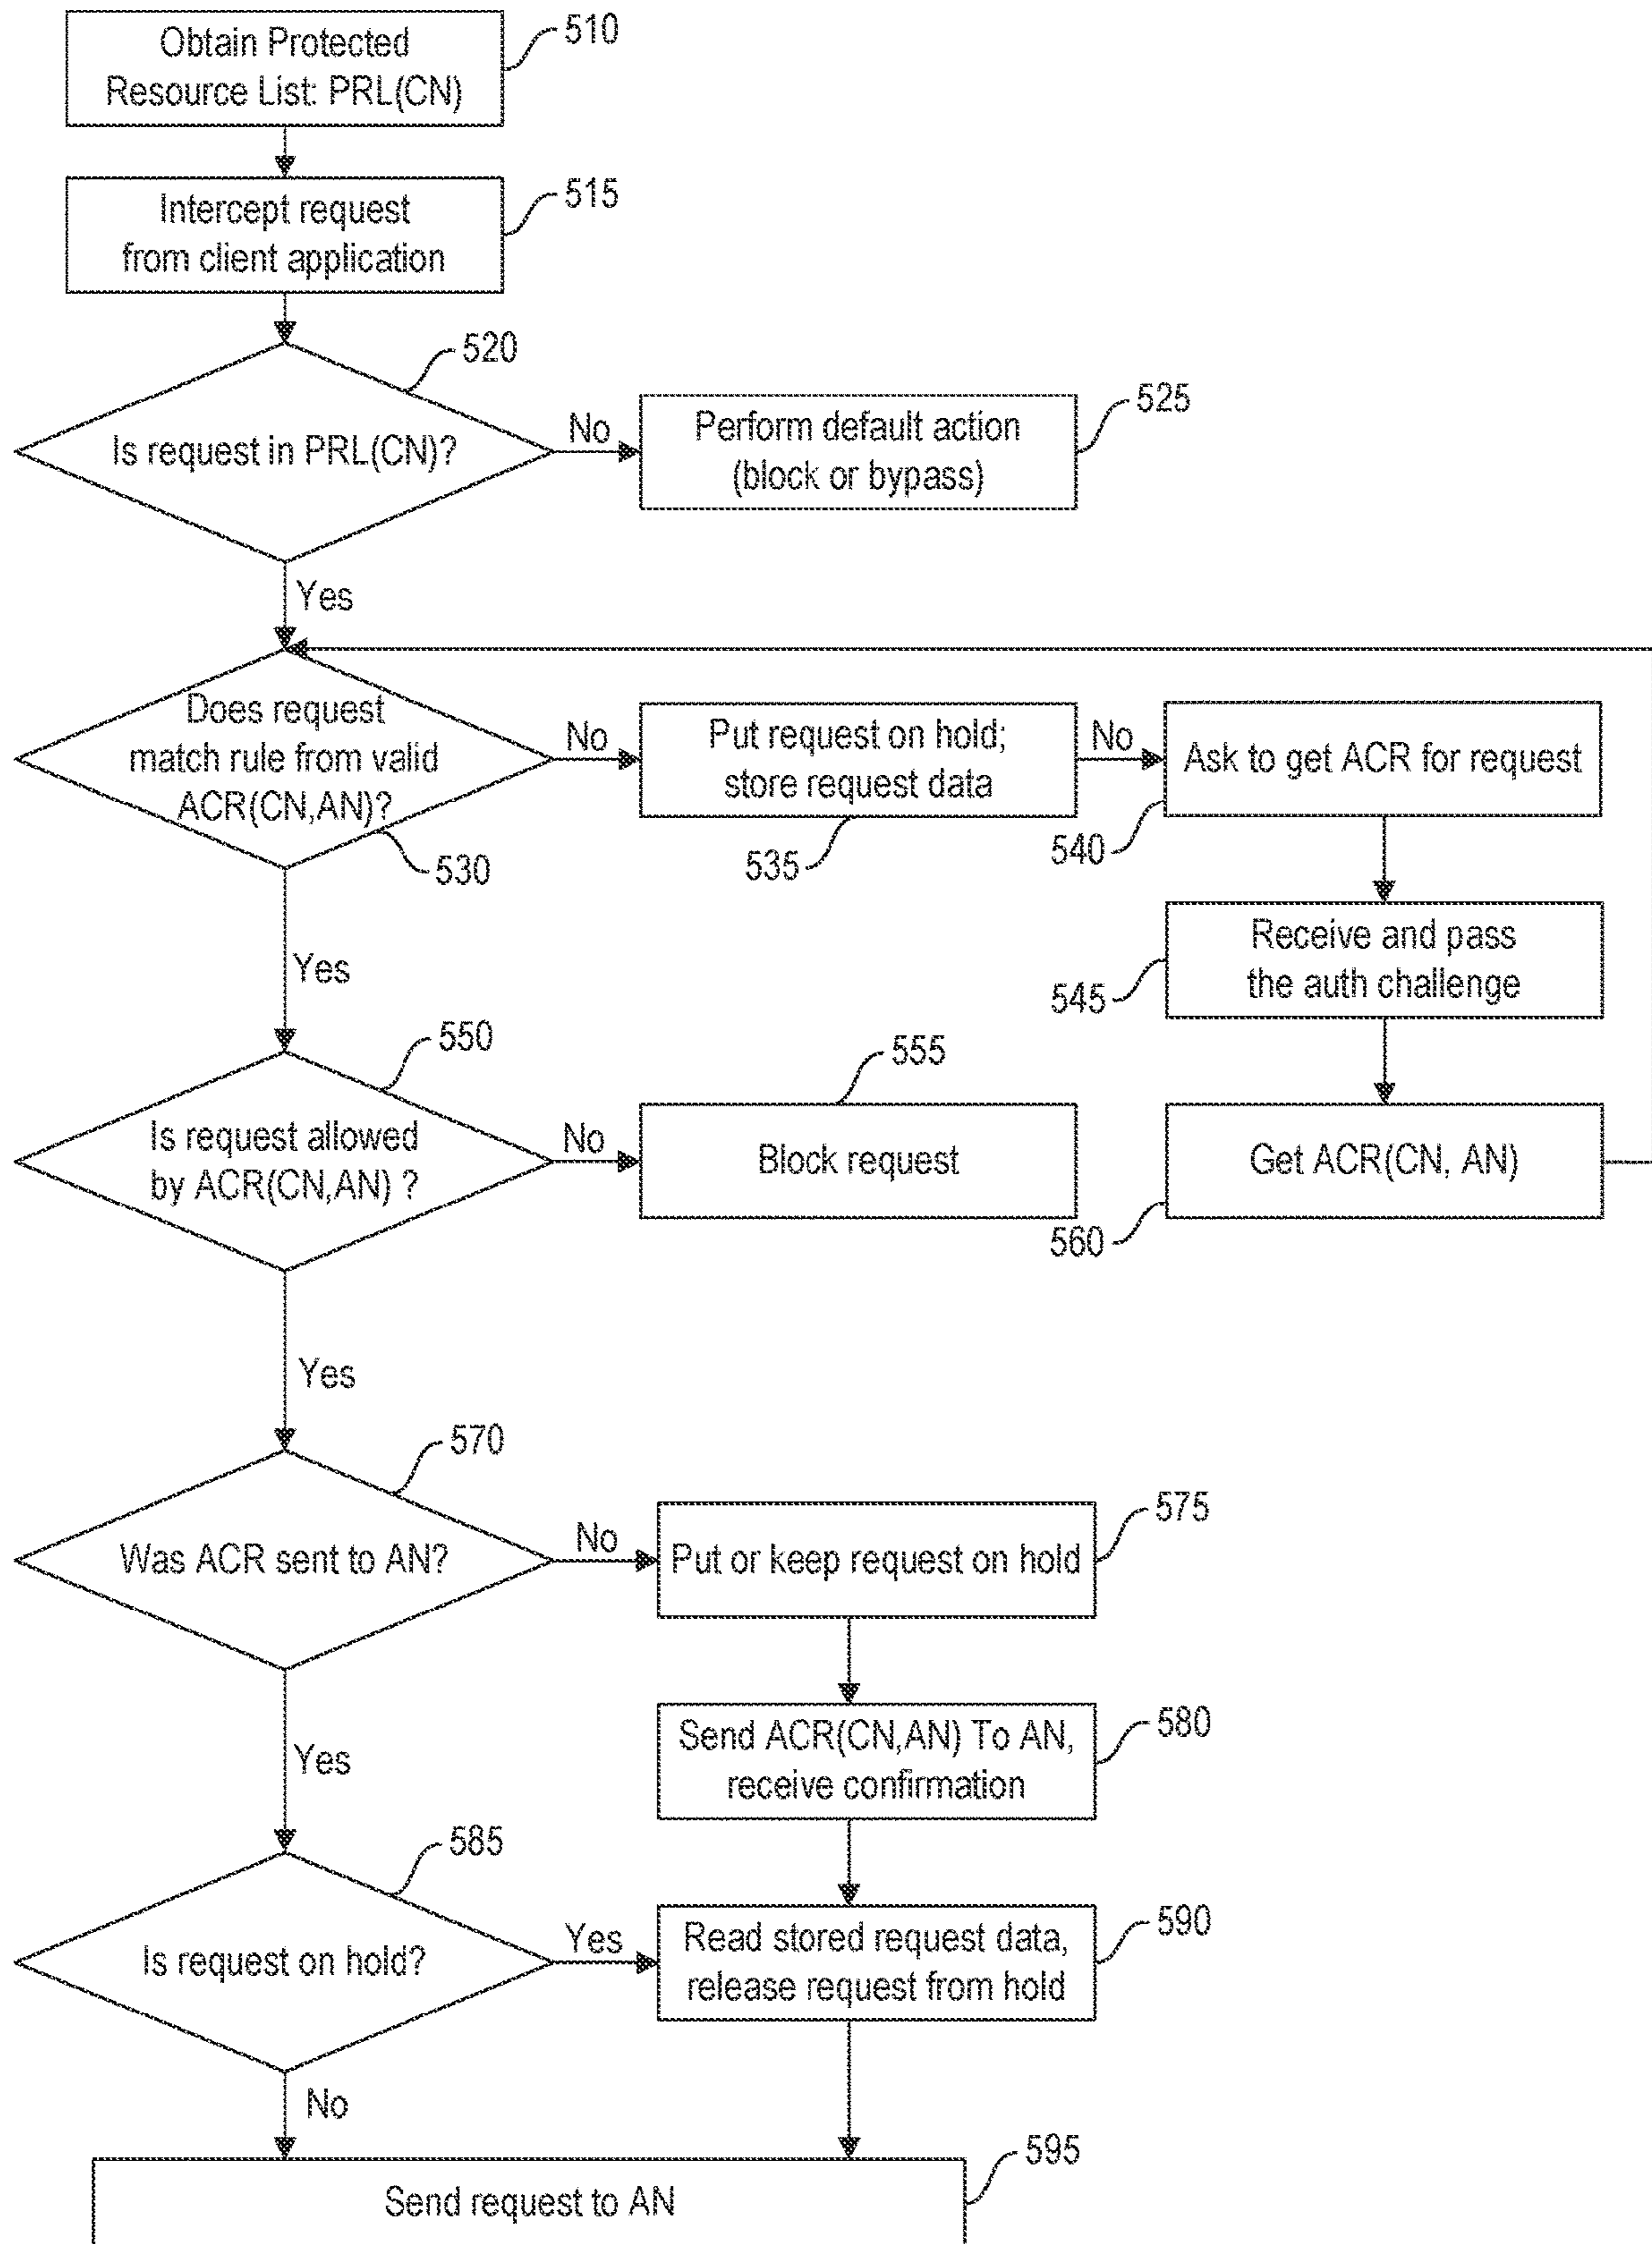 Obtain Protected
Resource List: PRL(CN)
510
Intercept request
from client application
515
520
Is request in PRL(CN)?
No
Perform default action
(block or bypass)
525
Yes
Does request
match rule from valid
ACR(CN,AN)?
530
No
Put request on hold;
store request data
535
No
Ask to get ACR for request
540
Receive and pass
the auth challenge
545
Yes
550
Is request allowed
by ACR(CN,AN) ?
No
555
Block request
Get ACR(CN, AN)
560
Yes
570
Was ACR sent to AN?
No
Put or keep request on hold
575
Send ACR(CN,AN) To AN,
receive confirmation
580
Yes
585
Is request on hold?
Yes
Read stored request data,
release request from hold
590
No
595
Send request to AN